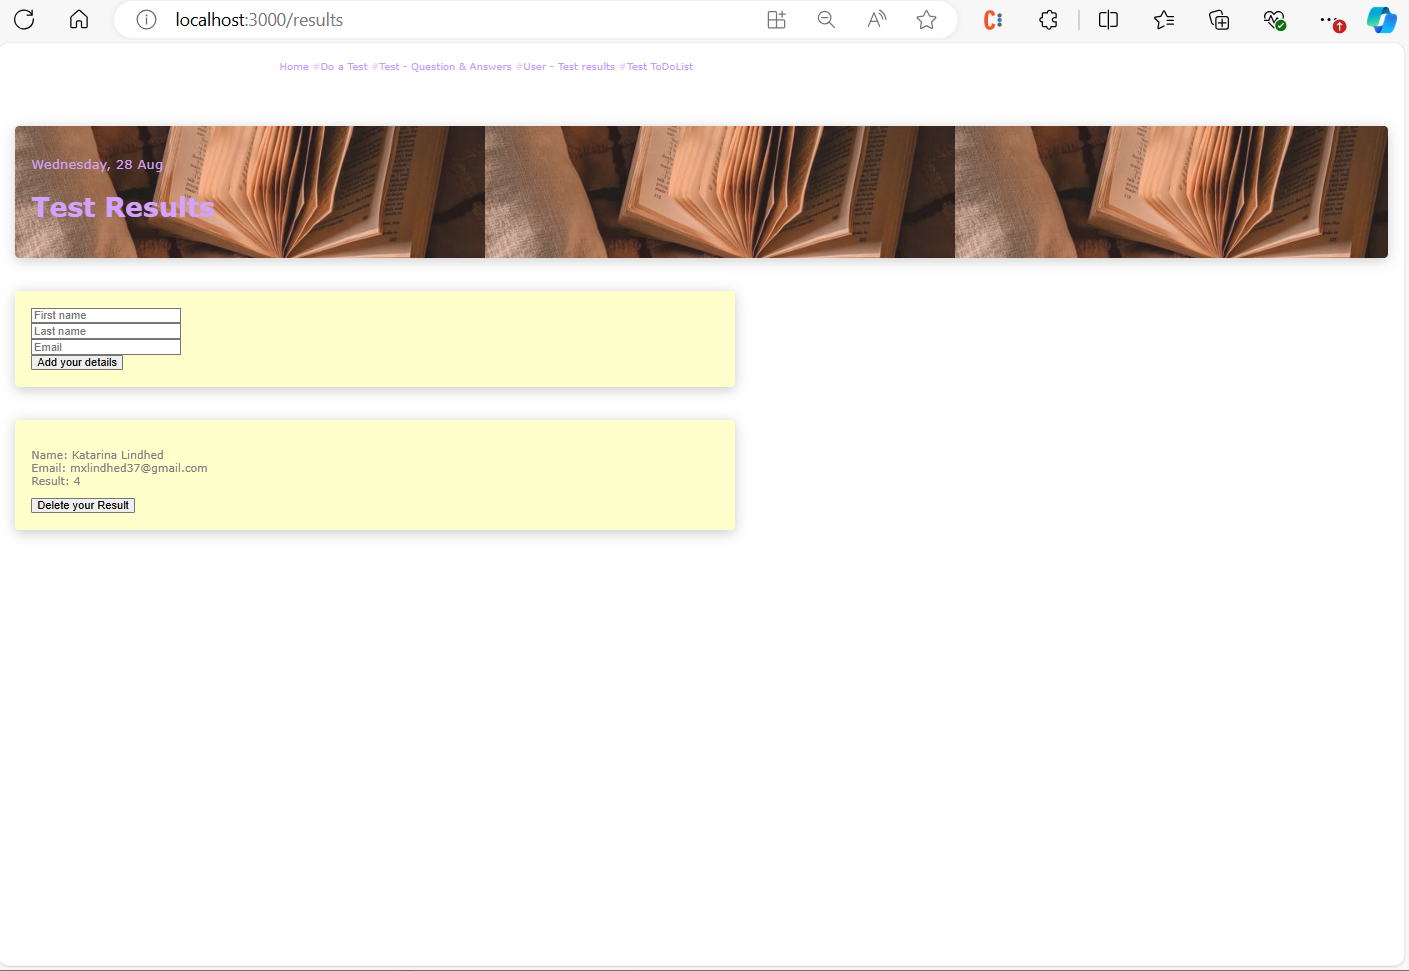 localhost:3000/results
Home #Do a Test #Test - Question & Answers #User - Test results #Test ToDoList
Wednesday, 28 Aug
Test Results
First name
Last name
Email
Add your details
Name: Katarina Lindhed
Email: mxlindhed37@gmail.com
Result: 4
Delete your Result